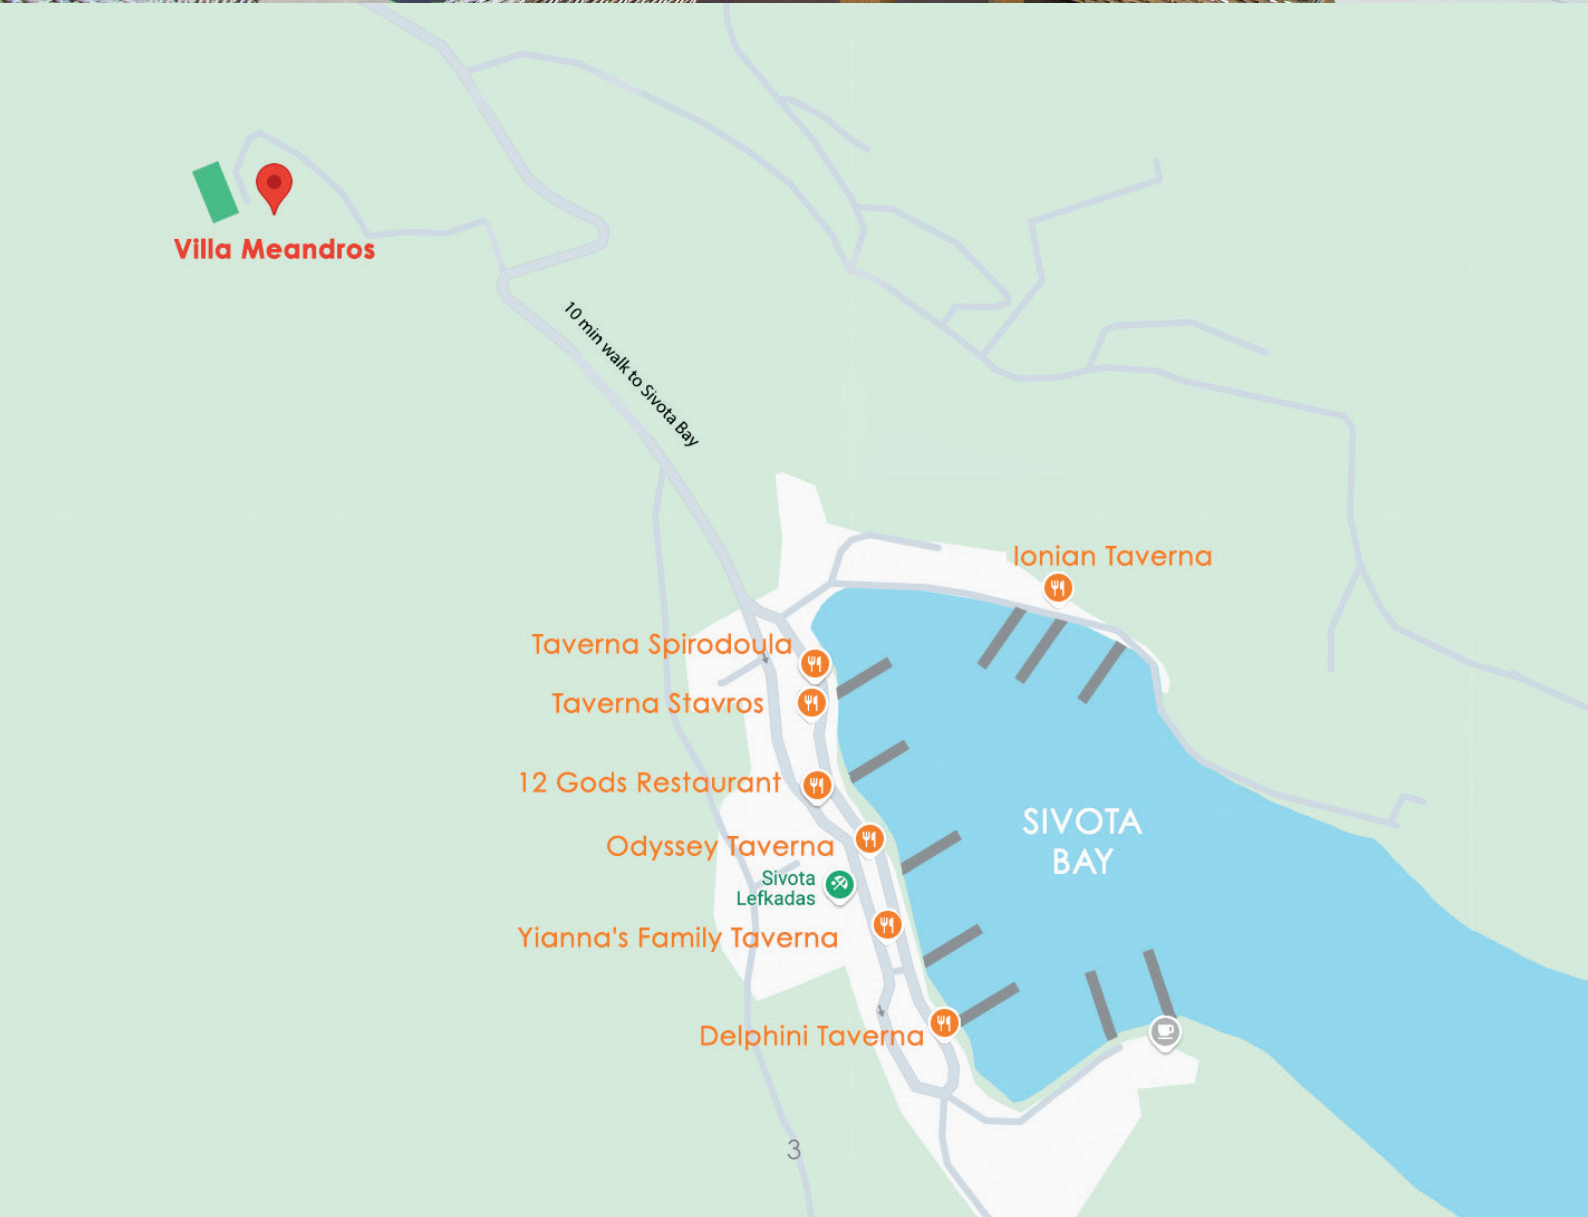 Villa Meandros
10 min walk to Sivota Bay
Ionian Taverna
Taverna Spirodoula
Taverna Stavros
12 Gods Restaurant
SIVOTA
BAY
Odyssey Taverna
Sivota
Lefkadas
Yianna's Family Taverna
Delphini Taverna
3